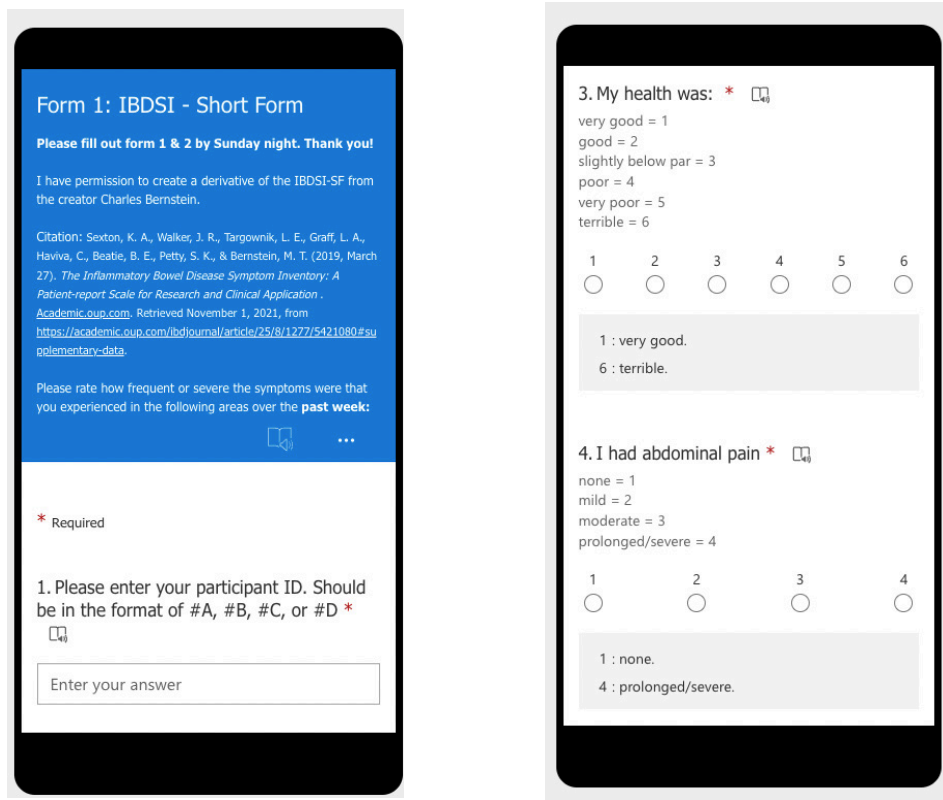 Form 1: IBDSI - Short Form
Please fill out form 1 & 2 by Sunday night. Thank you!
I have permission to create a derivative of the IBDSI-SF from
the creator Charles Bernstein.
Citation: Sexton, K. A., Walker, J. R., Targownik, L. E., Graff, L. A.,
Haviva, C., Beatie, B. E., Petty, S. K., & Bernstein, M. T. (2019, March
27). The Inflammatory Bowel Disease Symptom Inventory: A
Patient-report Scale for Research and Clinical Application .
Academic.oup.com. Retrieved November 1, 2021, from
https://academic.oup.com/ibdjournal/article/25/8/1277/5421080#su
pplementary-data.
Please rate how frequent or severe the symptoms were that
you experienced in the following areas over the past week:
...
* Required
1. Please enter your participant ID. Should
be in the format of #A, #B, #C, or #D *
Enter your answer
3. My health was: *
very good = 1
good = 2
slightly below par = 3
poor = 4
very poor = 5
terrible = 6
1 2 3 4 5 6
1 : very good.
6 : terrible.
4. I had abdominal pain *
none = 1
mild = 2
moderate = 3
prolonged/severe = 4
1 2 3 4
1 : none.
4 : prolonged/severe.